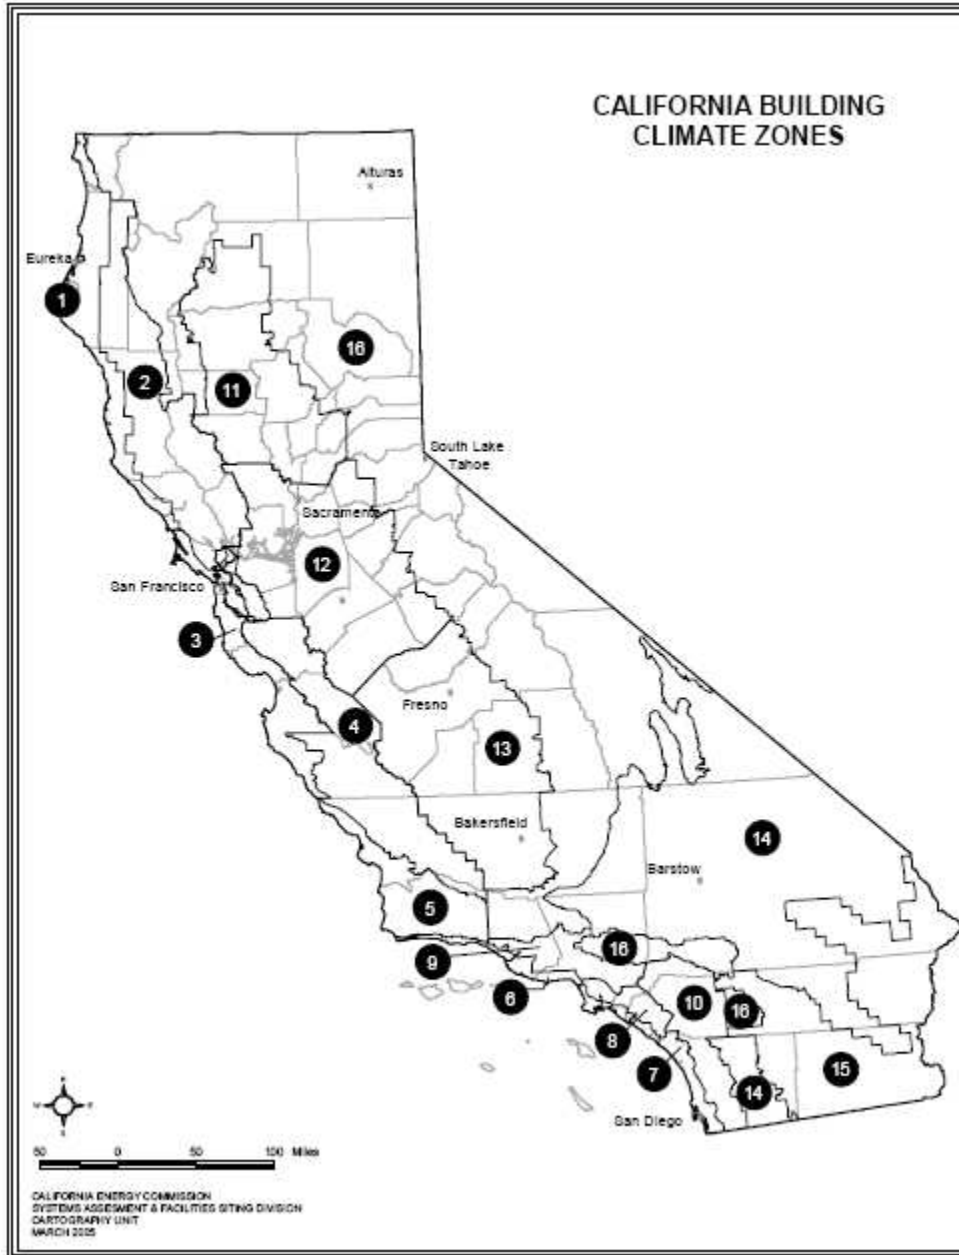 CALIFORNIA BUILDING
CLIMATE ZONES
Alturas
Eureka
1
16
2
11
South Lake
Tahoe
Sacramento
12
San Francisco
3
Fresno
4
13
Bakersfield
14
Barstow
5
16
9
6
10
16
8
15
7
14
San Diego
N
W
E
S
50 0 50 100 Miles
CALIFORNIA ENERGY COMMISSION
SYSTEMS ASSESMENT & FACILITIES SITING DIVISION
CARTOGRAPHY UNIT
MARCH 2005